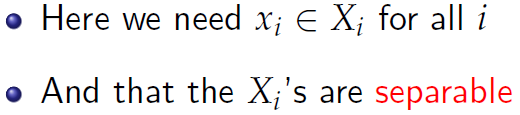 Here we need xᵢ ∈ Xᵢ for all i
And that the Xᵢ's are separable